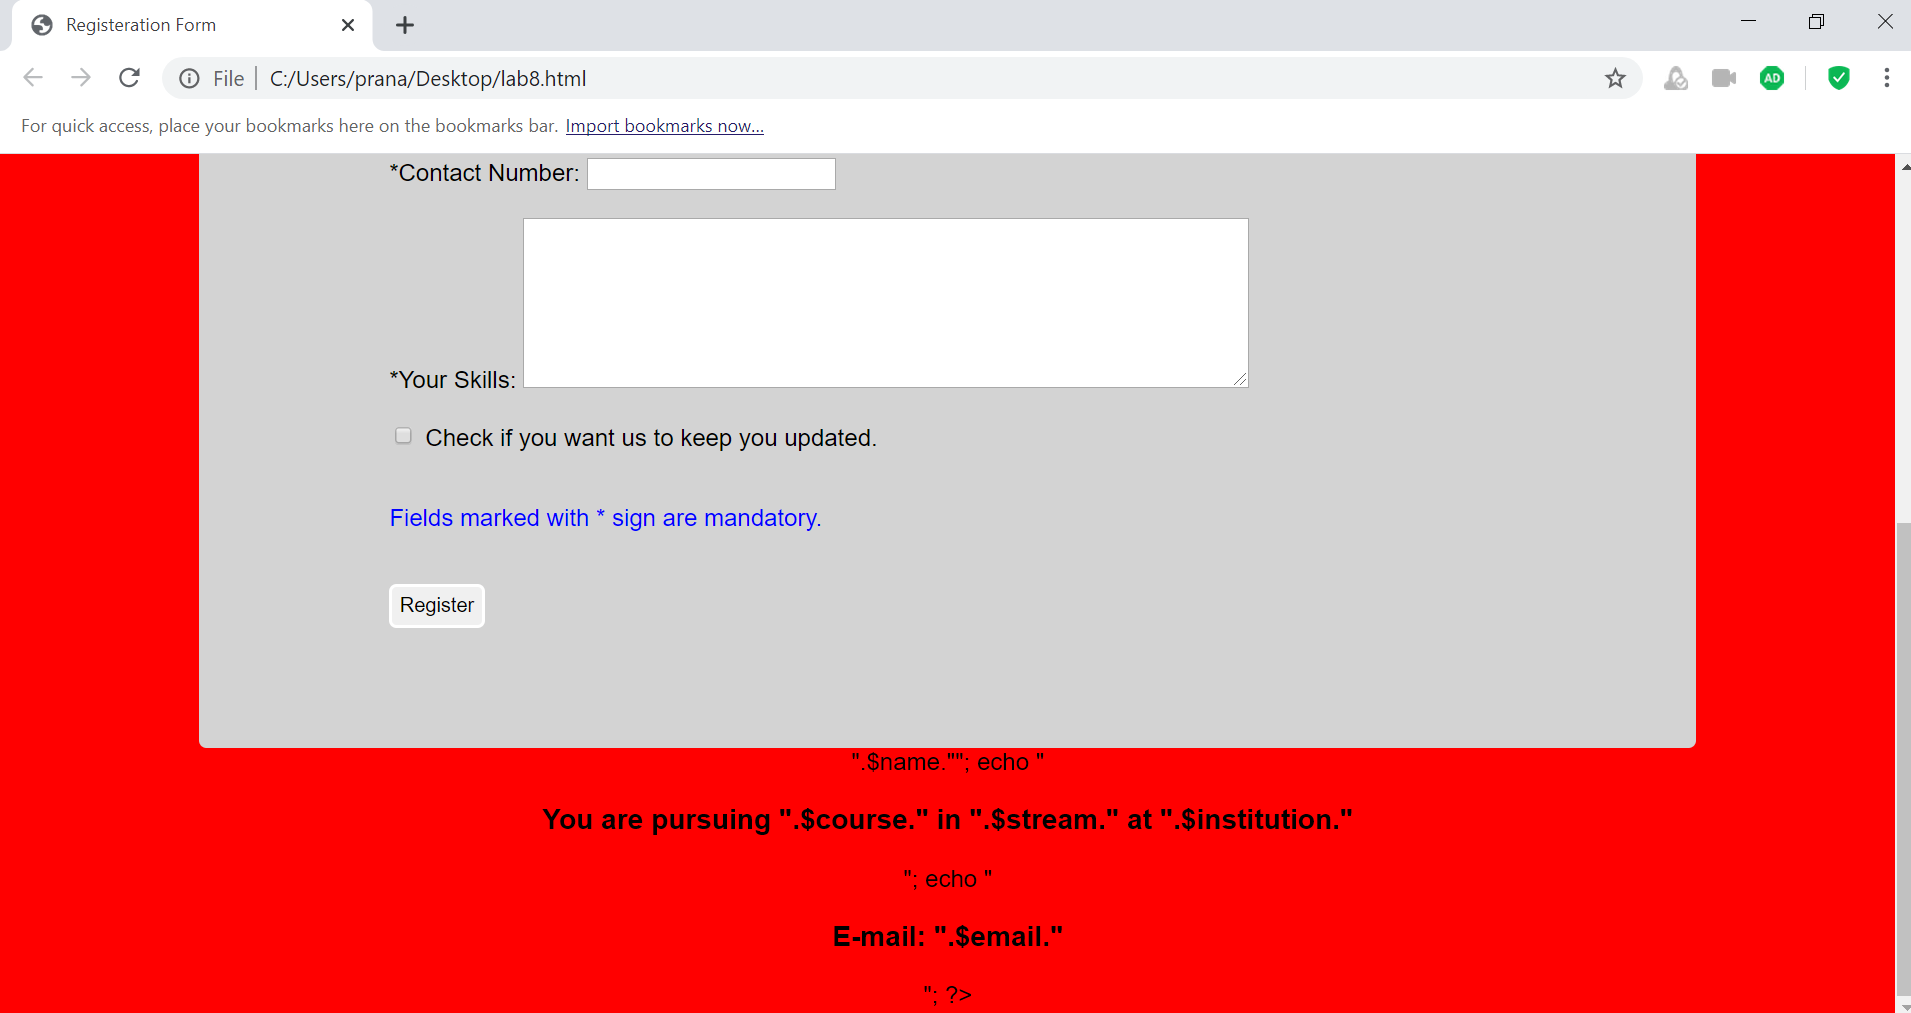 Registeration Form
File | C:/Users/prana/Desktop/lab8.html
AD
For quick access, place your bookmarks here on the bookmarks bar. Import bookmarks now...
*Contact Number:
*Your Skills:
Check if you want us to keep you updated.
Fields marked with * sign are mandatory.
Register
".$name.""; echo "
You are pursuing ".$course." in ".$stream." at ".$institution."
"; echo "
E-mail: ".$email."
"; ?>